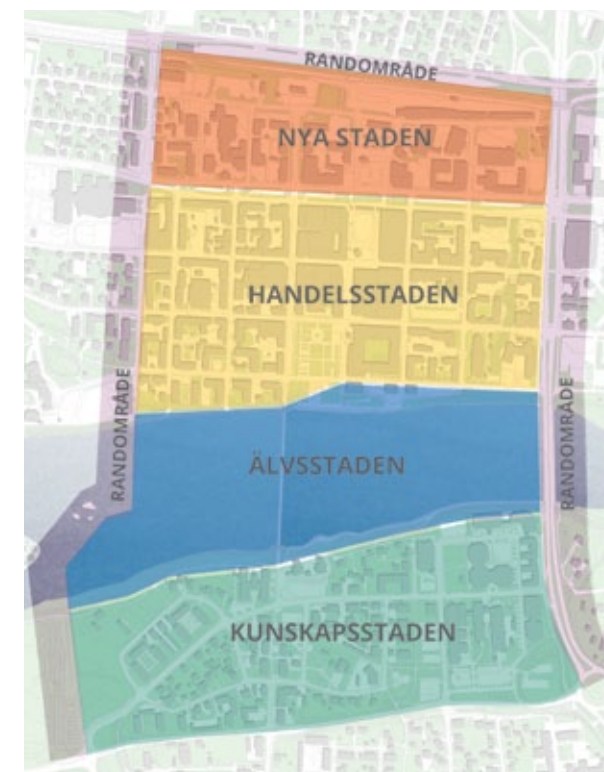 RANDOMRÅDE
NYA STADEN
HANDELSSTADEN
RANDOMRÅDE
RANDOMRÅDE
ÄLVSSTADEN
KUNSKAPSSTADEN